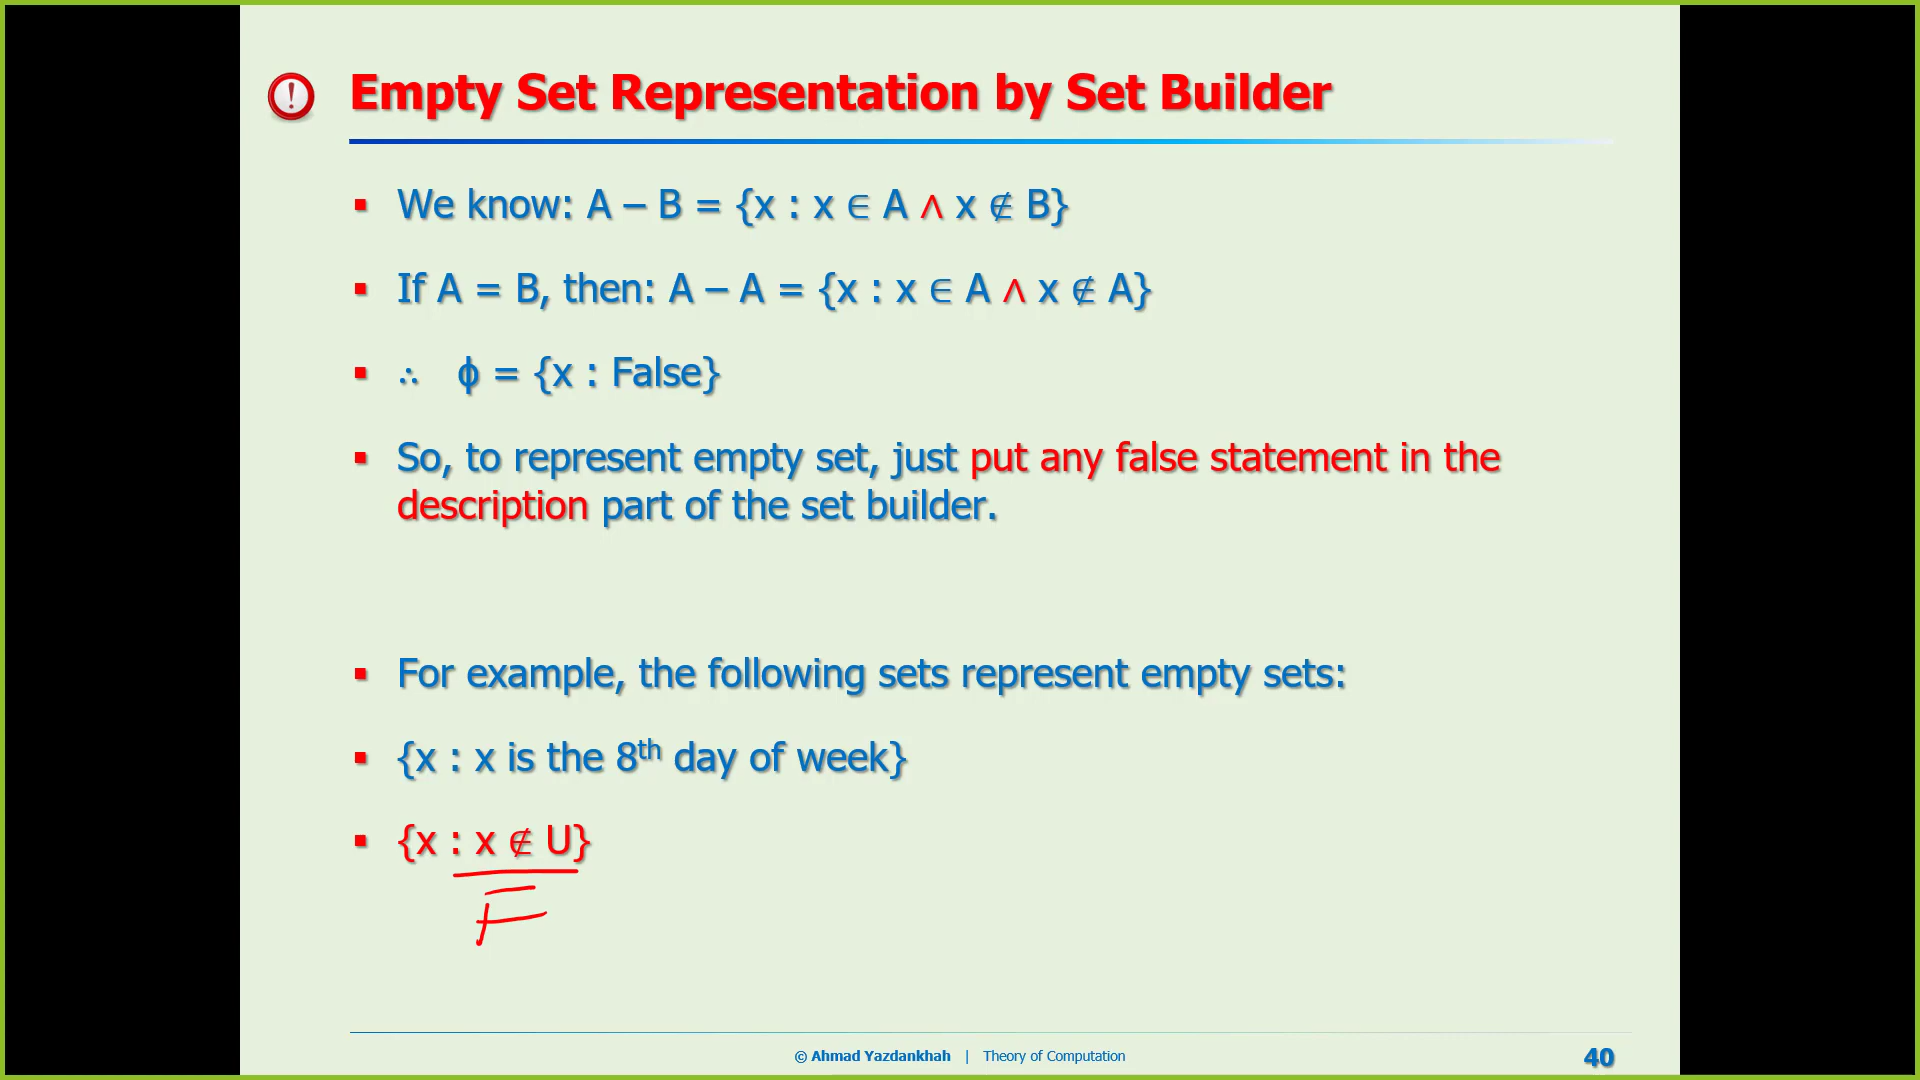 Empty Set Representation by Set Builder
▪ We know: A – B = {x : x ∈ A ∧ x ∉ B}
▪ If A = B, then: A – A = {x : x ∈ A ∧ x ∉ A}
▪ ∴ ϕ = {x : False}
▪ So, to represent empty set, just put any false statement in the
description part of the set builder.
▪ For example, the following sets represent empty sets:
▪ {x : x is the 8th day of week}
▪ {x : x ∉ U}
F
© Ahmad Yazdankhah | Theory of Computation
40